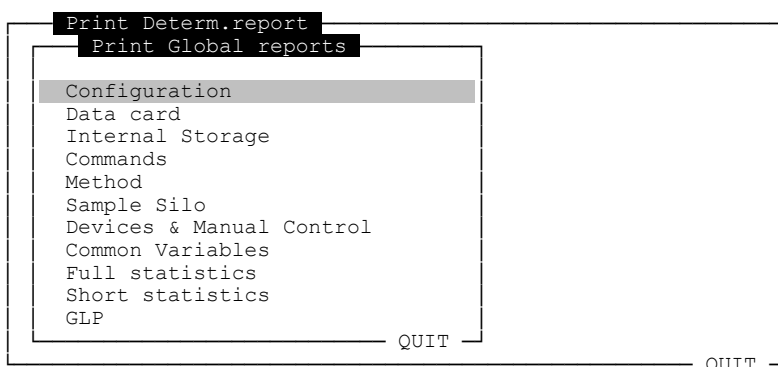 Print Determ.report
Print Global reports
Configuration
Data card
Internal Storage
Commands
Method
Sample Silo
Devices & Manual Control
Common Variables
Full statistics
Short statistics
GLP
QUIT
QUIT